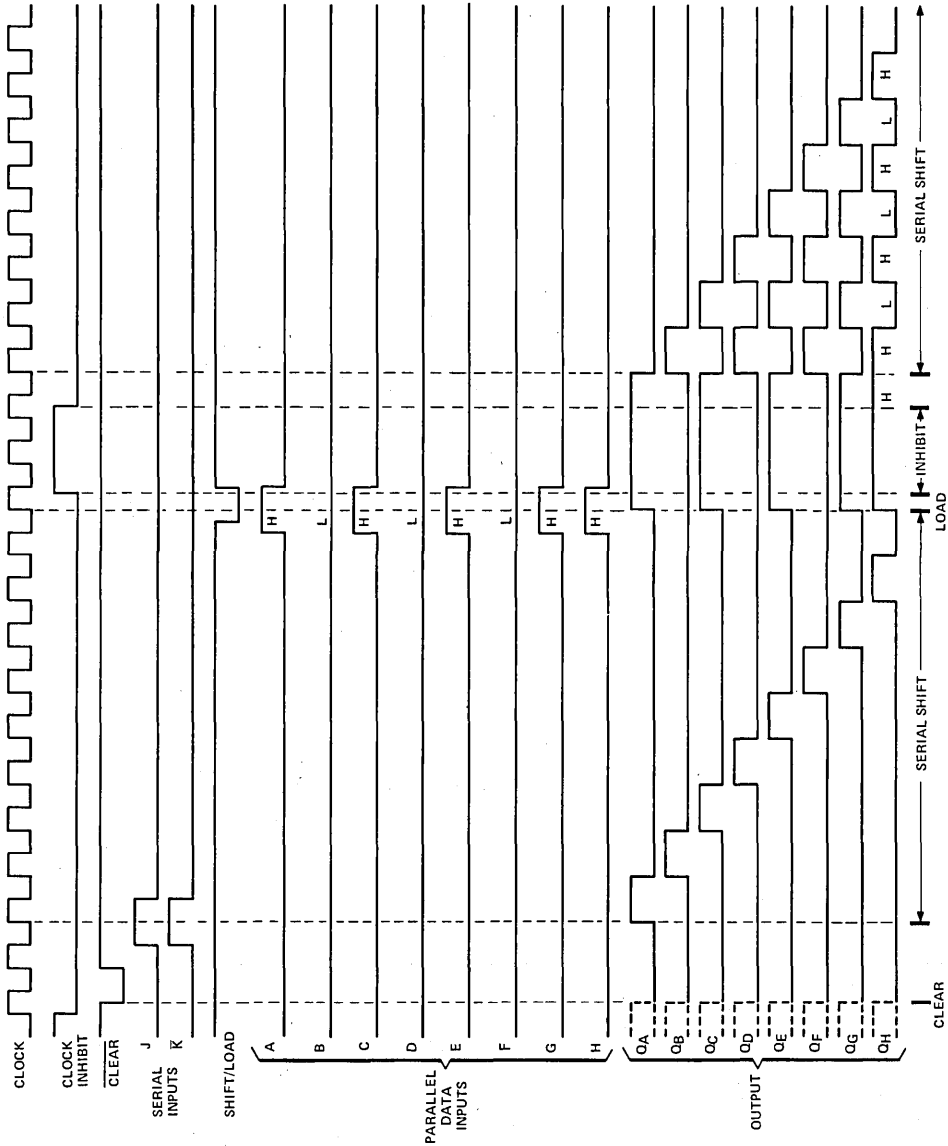 CLOCK
CLOCK
INHIBIT
CLEAR
SERIAL
INPUTS
J
K̅
SHIFT/LOAD
PARALLEL
DATA
INPUTS
A H
B L
C H
D L
E H
F L
G H
H H
OUTPUT
QA
QB
QC
QD
QE
QF
QG
QH H H L H L H L H
SERIAL SHIFT
INHIBIT
SERIAL SHIFT
CLEAR
LOAD